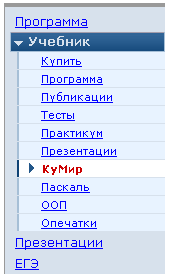 Программа
Учебник
Купить
Программа
Публикации
Тесты
Практикум
Презентации
КуМир
Паскаль
ООП
Опечатки
Презентации
ЕГЭ